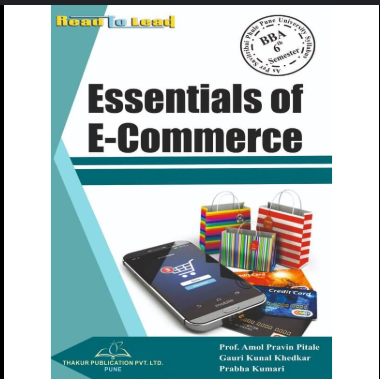 Read To Lead
As Per Savitribai Phule Pune University Syllabus
BBA
6th
Semester
Essentials of
E-Commerce
Credit Card
mobile
Prof. Amol Pravin Pitale
Gauri Kunal Khedkar
Prabha Kumari
THAKUR PUBLICATION PVT. LTD.
PUNE